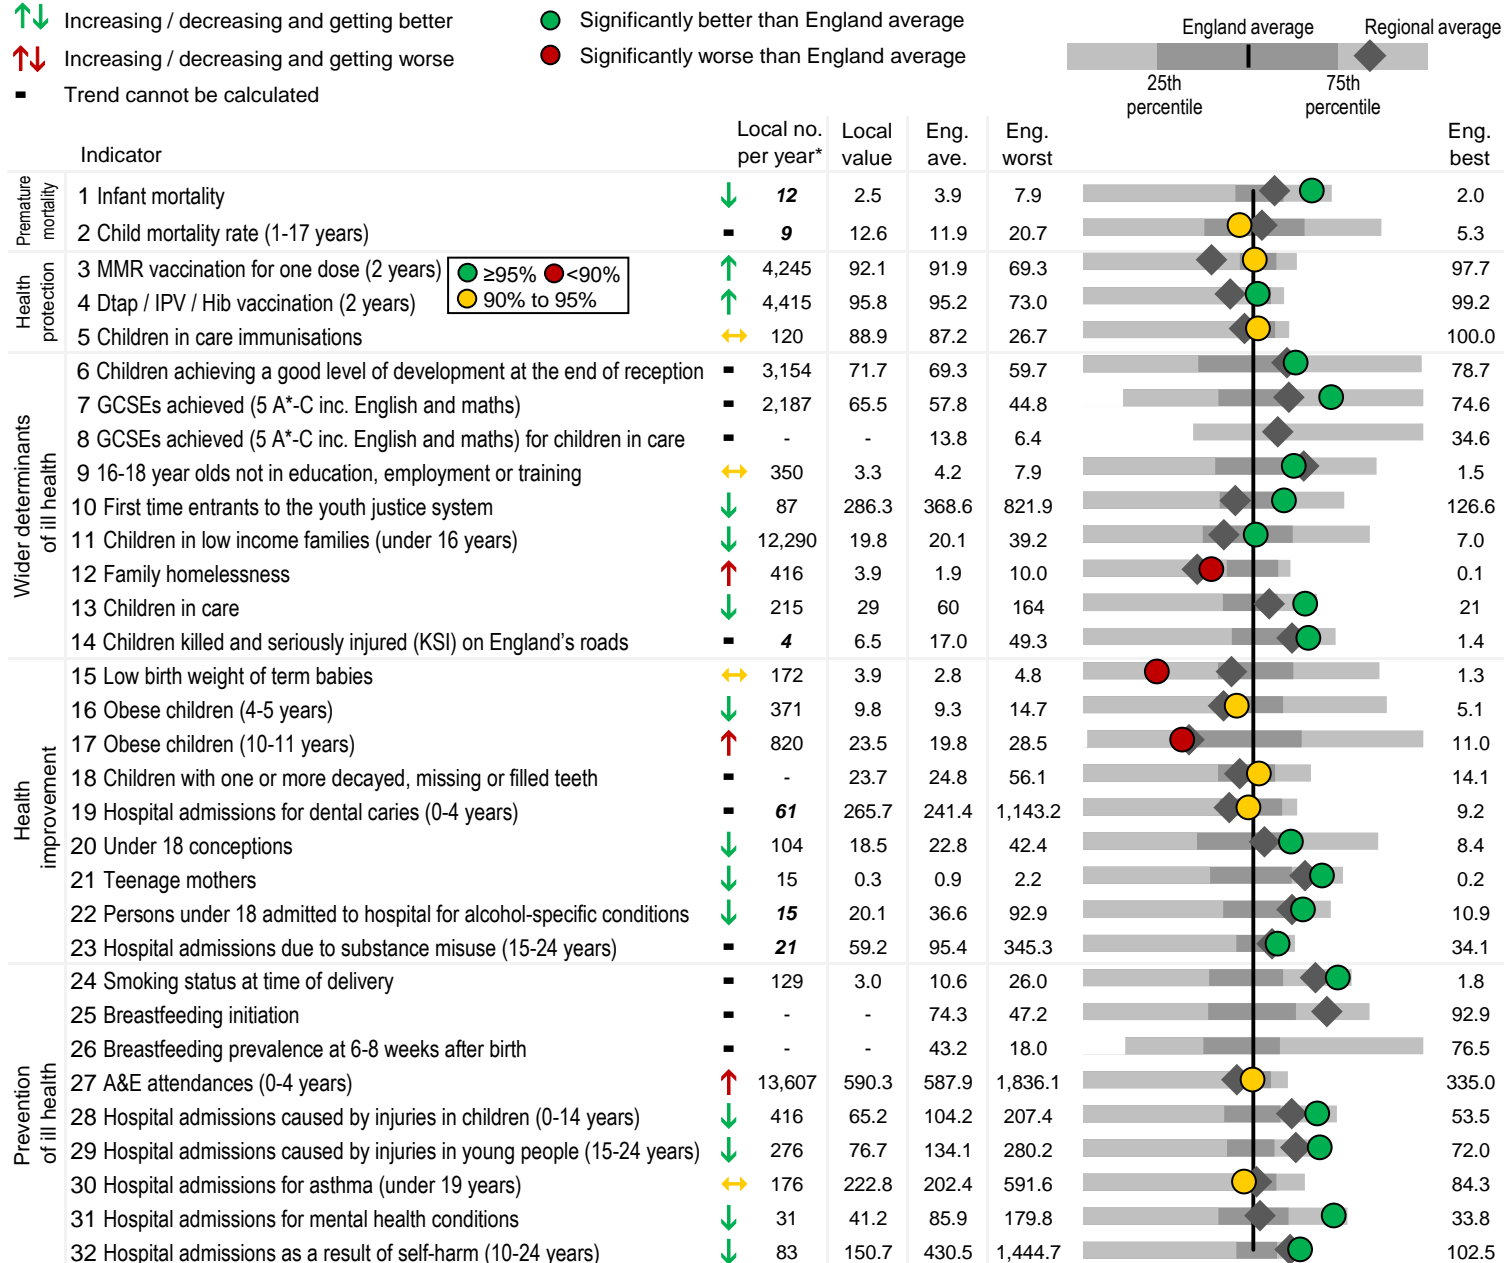 ↑↓ Increasing / decreasing and getting better ● Significantly better than England average
↑↓ Increasing / decreasing and getting worse ● Significantly worse than England average
- Trend cannot be calculated
England average Regional average
25th percentile 75th percentile
Indicator Local no. per year* Local value Eng. ave. Eng. worst Eng. best
Premature mortality
1 Infant mortality ↓ 12 2.5 3.9 7.9 2.0
2 Child mortality rate (1-17 years) - 9 12.6 11.9 20.7 5.3
Health protection
≥95% <90%
90% to 95%
3 MMR vaccination for one dose (2 years) ↑ 4,245 92.1 91.9 69.3 97.7
4 Dtap / IPV / Hib vaccination (2 years) ↑ 4,415 95.8 95.2 73.0 99.2
5 Children in care immunisations ↔ 120 88.9 87.2 26.7 100.0
Wider determinants of ill health
6 Children achieving a good level of development at the end of reception - 3,154 71.7 69.3 59.7 78.7
7 GCSEs achieved (5 A*-C inc. English and maths) - 2,187 65.5 57.8 44.8 74.6
8 GCSEs achieved (5 A*-C inc. English and maths) for children in care - - - 13.8 6.4 34.6
9 16-18 year olds not in education, employment or training ↔ 350 3.3 4.2 7.9 1.5
10 First time entrants to the youth justice system ↓ 87 286.3 368.6 821.9 126.6
11 Children in low income families (under 16 years) ↓ 12,290 19.8 20.1 39.2 7.0
12 Family homelessness ↑ 416 3.9 1.9 10.0 0.1
13 Children in care ↓ 215 29 60 164 21
14 Children killed and seriously injured (KSI) on England's roads - 4 6.5 17.0 49.3 1.4
Health improvement
15 Low birth weight of term babies ↔ 172 3.9 2.8 4.8 1.3
16 Obese children (4-5 years) ↓ 371 9.8 9.3 14.7 5.1
17 Obese children (10-11 years) ↑ 820 23.5 19.8 28.5 11.0
18 Children with one or more decayed, missing or filled teeth - - 23.7 24.8 56.1 14.1
19 Hospital admissions for dental caries (0-4 years) - 61 265.7 241.4 1,143.2 9.2
20 Under 18 conceptions ↓ 104 18.5 22.8 42.4 8.4
21 Teenage mothers ↓ 15 0.3 0.9 2.2 0.2
22 Persons under 18 admitted to hospital for alcohol-specific conditions ↓ 15 20.1 36.6 92.9 10.9
23 Hospital admissions due to substance misuse (15-24 years) - 21 59.2 95.4 345.3 34.1
Prevention of ill health
24 Smoking status at time of delivery - 129 3.0 10.6 26.0 1.8
25 Breastfeeding initiation - - - 74.3 47.2 92.9
26 Breastfeeding prevalence at 6-8 weeks after birth - - - 43.2 18.0 76.5
27 A&E attendances (0-4 years) ↑ 13,607 590.3 587.9 1,836.1 335.0
28 Hospital admissions caused by injuries in children (0-14 years) ↓ 416 65.2 104.2 207.4 53.5
29 Hospital admissions caused by injuries in young people (15-24 years) ↓ 276 76.7 134.1 280.2 72.0
30 Hospital admissions for asthma (under 19 years) ↔ 176 222.8 202.4 591.6 84.3
31 Hospital admissions for mental health conditions ↓ 31 41.2 85.9 179.8 33.8
32 Hospital admissions as a result of self-harm (10-24 years) ↓ 83 150.7 430.5 1,444.7 102.5